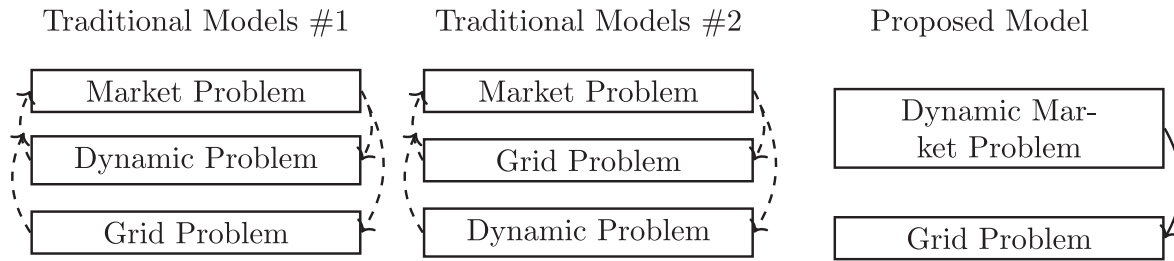 Traditional Models #1
Market Problem
Dynamic Problem
Grid Problem
Traditional Models #2
Market Problem
Grid Problem
Dynamic Problem
Proposed Model
Dynamic Mar-
ket Problem
Grid Problem